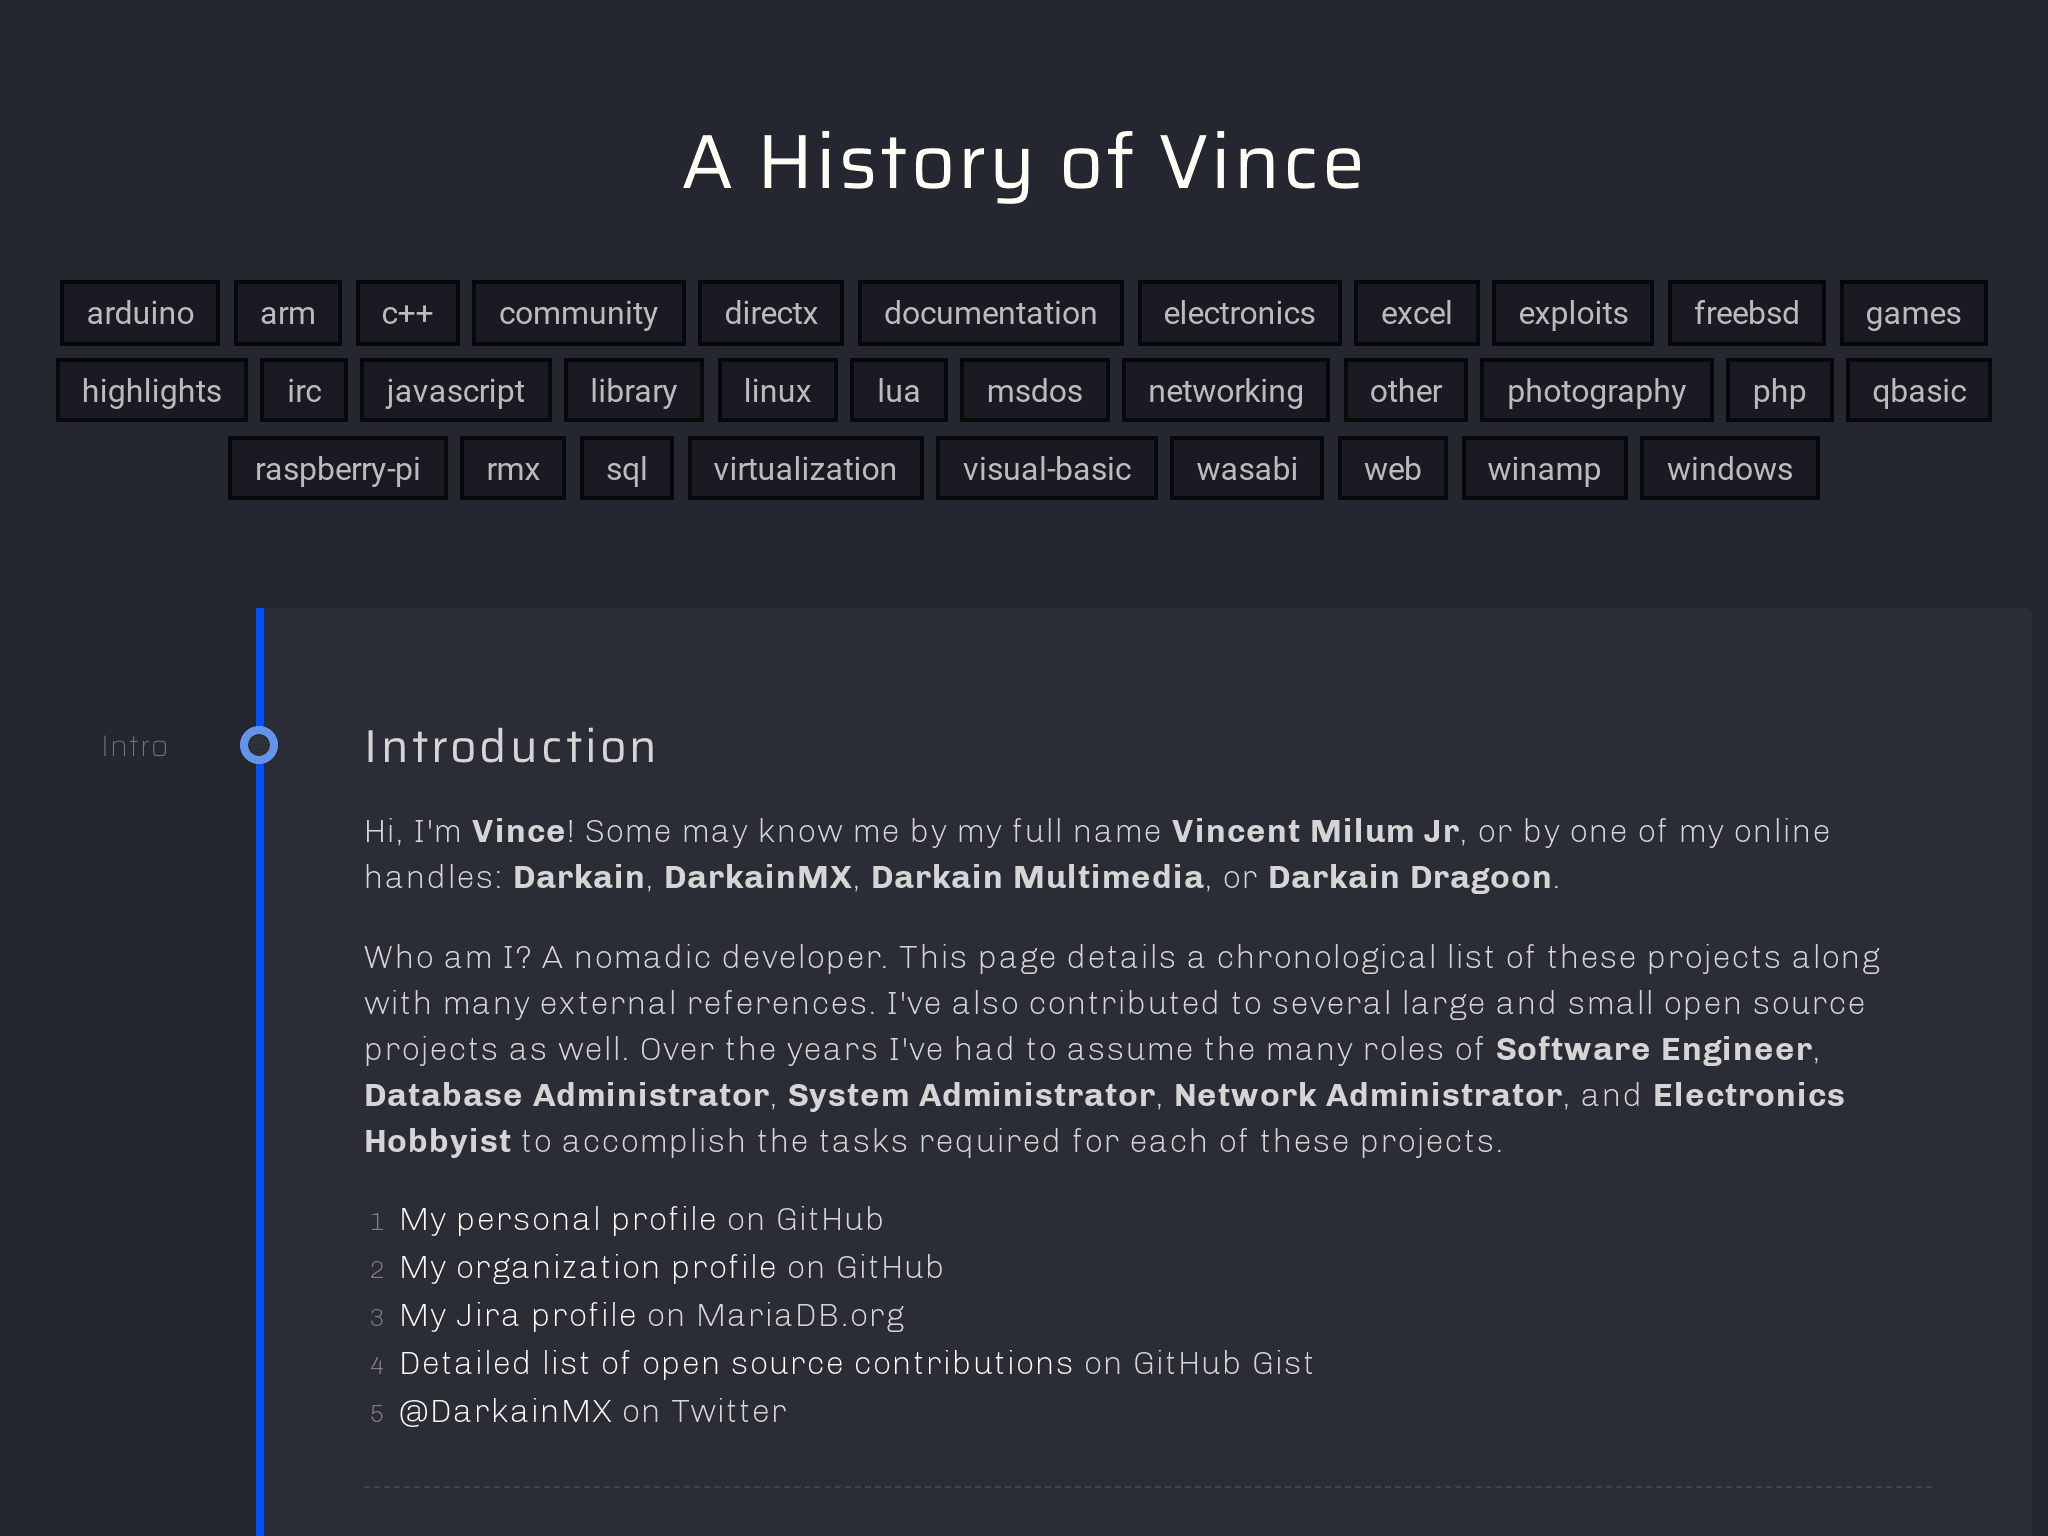 A History of Vince
arduino arm c++ community directx documentation electronics excel exploits freebsd games
highlights irc javascript library linux lua msdos networking other photography php qbasic
raspberry-pi rmx sql virtualization visual-basic wasabi web winamp windows
Intro
Introduction
Hi, I'm Vince! Some may know me by my full name Vincent Milum Jr, or by one of my online
handles: Darkain, DarkainMX, Darkain Multimedia, or Darkain Dragoon.
Who am I? A nomadic developer. This page details a chronological list of these projects along
with many external references. I've also contributed to several large and small open source
projects as well. Over the years I've had to assume the many roles of Software Engineer,
Database Administrator, System Administrator, Network Administrator, and Electronics
Hobbyist to accomplish the tasks required for each of these projects.
1 My personal profile on GitHub
2 My organization profile on GitHub
3 My Jira profile on MariaDB.org
4 Detailed list of open source contributions on GitHub Gist
5 @DarkainMX on Twitter